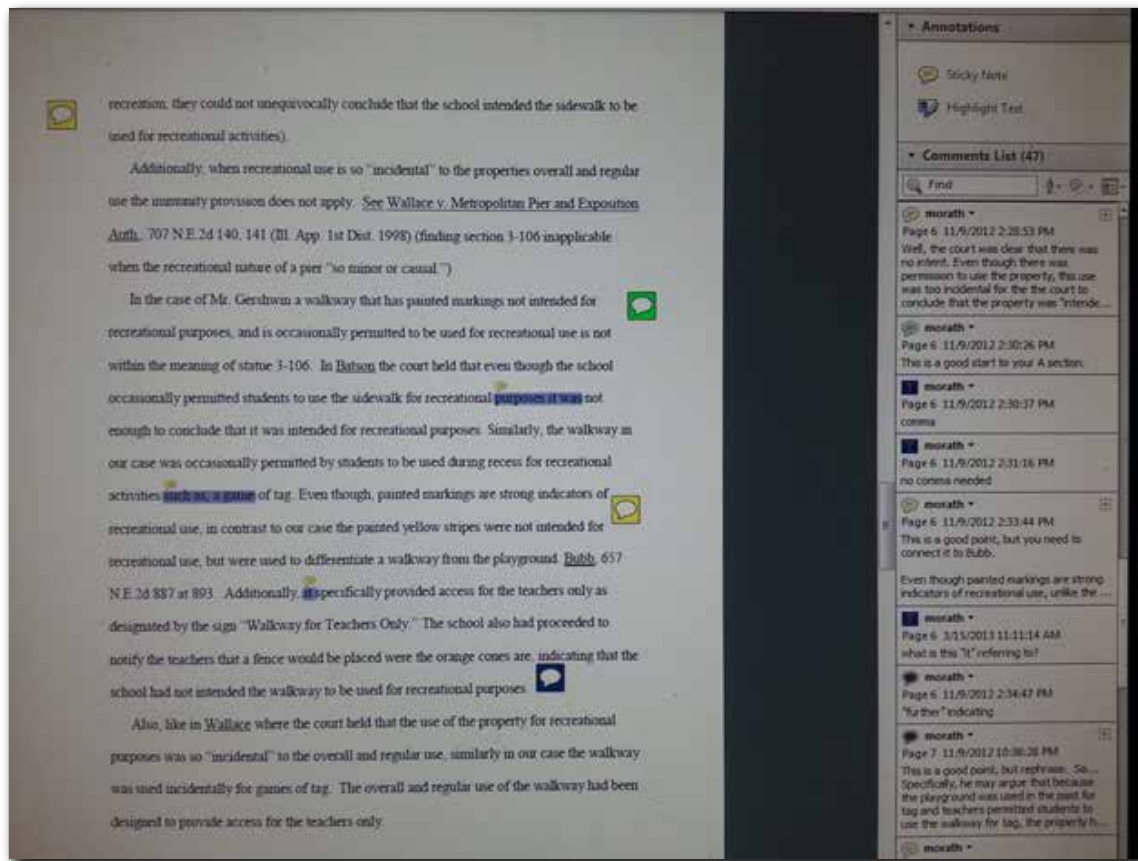 recreation, they could not unequivocally conclude that the school intended the sidewalk to be
used for recreational activities).
Additionally, when recreational use is so "incidental" to the properties overall and regular
use the immunity provision does not apply. See Wallace v. Metropolitan Pier and Exposition
Auth., 707 N.E.2d 140, 141 (Ill. App. 1st Dist. 1998) (finding section 3-106 inapplicable
when the recreational nature of a pier "so minor or casual.")
In the case of Mr. Gershwin a walkway that has painted markings not intended for
recreational purposes, and is occasionally permitted to be used for recreational use is not
within the meaning of statue 3-106. In Batson the court held that even though the school
occasionally permitted students to use the sidewalk for recreational purposes it was not
enough to conclude that it was intended for recreational purposes. Similarly, the walkway in
our case was occasionally permitted by students to be used during recess for recreational
activities such as, a game of tag. Even though, painted markings are strong indicators of
recreational use, in contrast to our case the painted yellow stripes were not intended for
recreational use, but were used to differentiate a walkway from the playground. Bubb, 657
N.E.2d 887 at 893. Additionally, it specifically provided access for the teachers only as
designated by the sign "Walkway for Teachers Only." The school also had proceeded to
notify the teachers that a fence would be placed were the orange cones are, indicating that the
school had not intended the walkway to be used for recreational purposes.
Also, like in Wallace where the court held that the use of the property for recreational
purposes was so "incidental" to the overall and regular use, similarly in our case the walkway
was used incidentally for games of tag. The overall and regular use of the walkway had been
designed to provide access for the teachers only.
Annotations
Sticky Note
Highlight Text
Comments List (47)
Find
morath
Page 6 11/9/2012 2:28:53 PM
Well, the court was clear that there was
no intent. Even though there was
permission to use the property, this use
was too incidental for the the court to
conclude that the property was "intende...
morath
Page 6 11/9/2012 2:30:26 PM
This is a good start to your A section.
morath
Page 6 11/9/2012 2:30:37 PM
comma
morath
Page 6 11/9/2012 2:31:16 PM
no comma needed
morath
Page 6 11/9/2012 2:33:44 PM
This is a good point, but you need to
connect it to Bubb.
Even though painted markings are strong
indicators of recreational use, unlike the ...
morath
Page 6 3/15/2013 11:11:14 AM
what is this "it" referring to?
morath
Page 6 11/9/2012 2:34:47 PM
"further" indicating
morath
Page 7 11/9/2012 10:38:28 PM
This is a good point, but rephrase. So...
Specifically, he may argue that because
the playground was used in the past for
tag and teachers permitted students to
use the walkway for tag, the property h...
morath